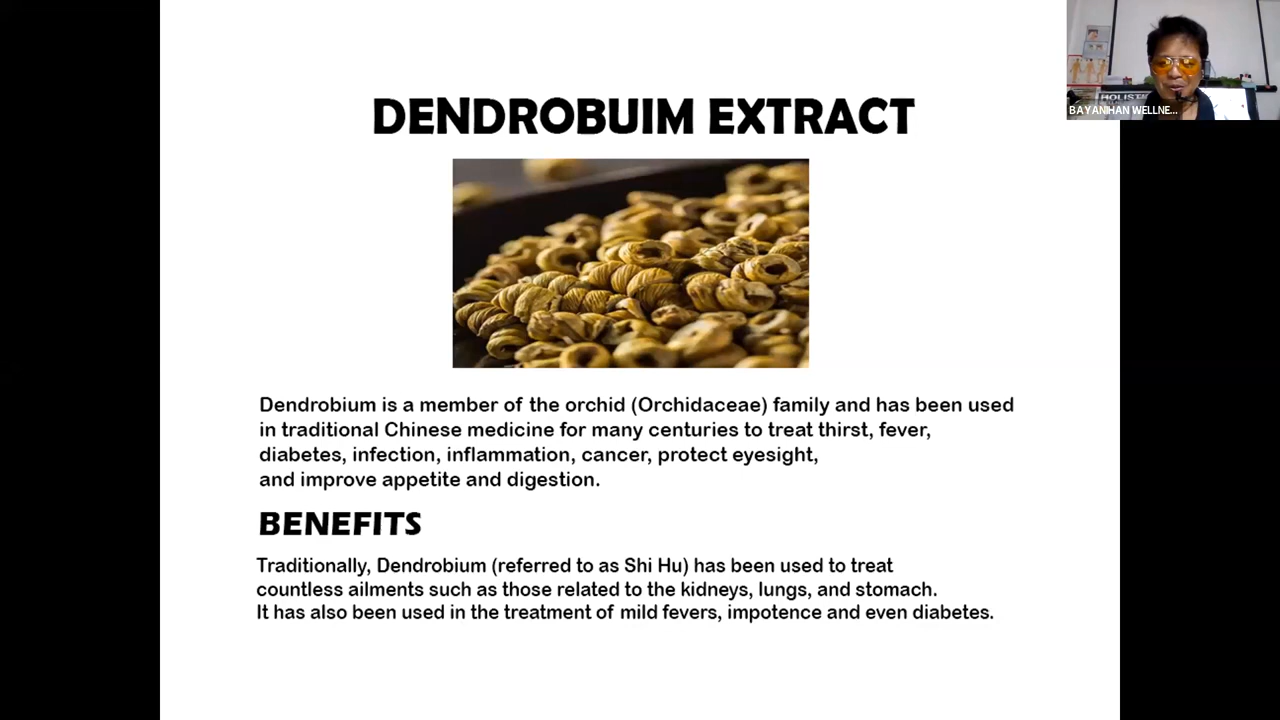 DENDROBUIM EXTRACT
Dendrobium is a member of the orchid (Orchidaceae) family and has been used
in traditional Chinese medicine for many centuries to treat thirst, fever,
diabetes, infection, inflammation, cancer, protect eyesight,
and improve appetite and digestion.
BENEFITS
Traditionally, Dendrobium (referred to as Shi Hu) has been used to treat
countless ailments such as those related to the kidneys, lungs, and stomach.
It has also been used in the treatment of mild fevers, impotence and even diabetes.
HOLIST
BAYANIHAN WELLNE...